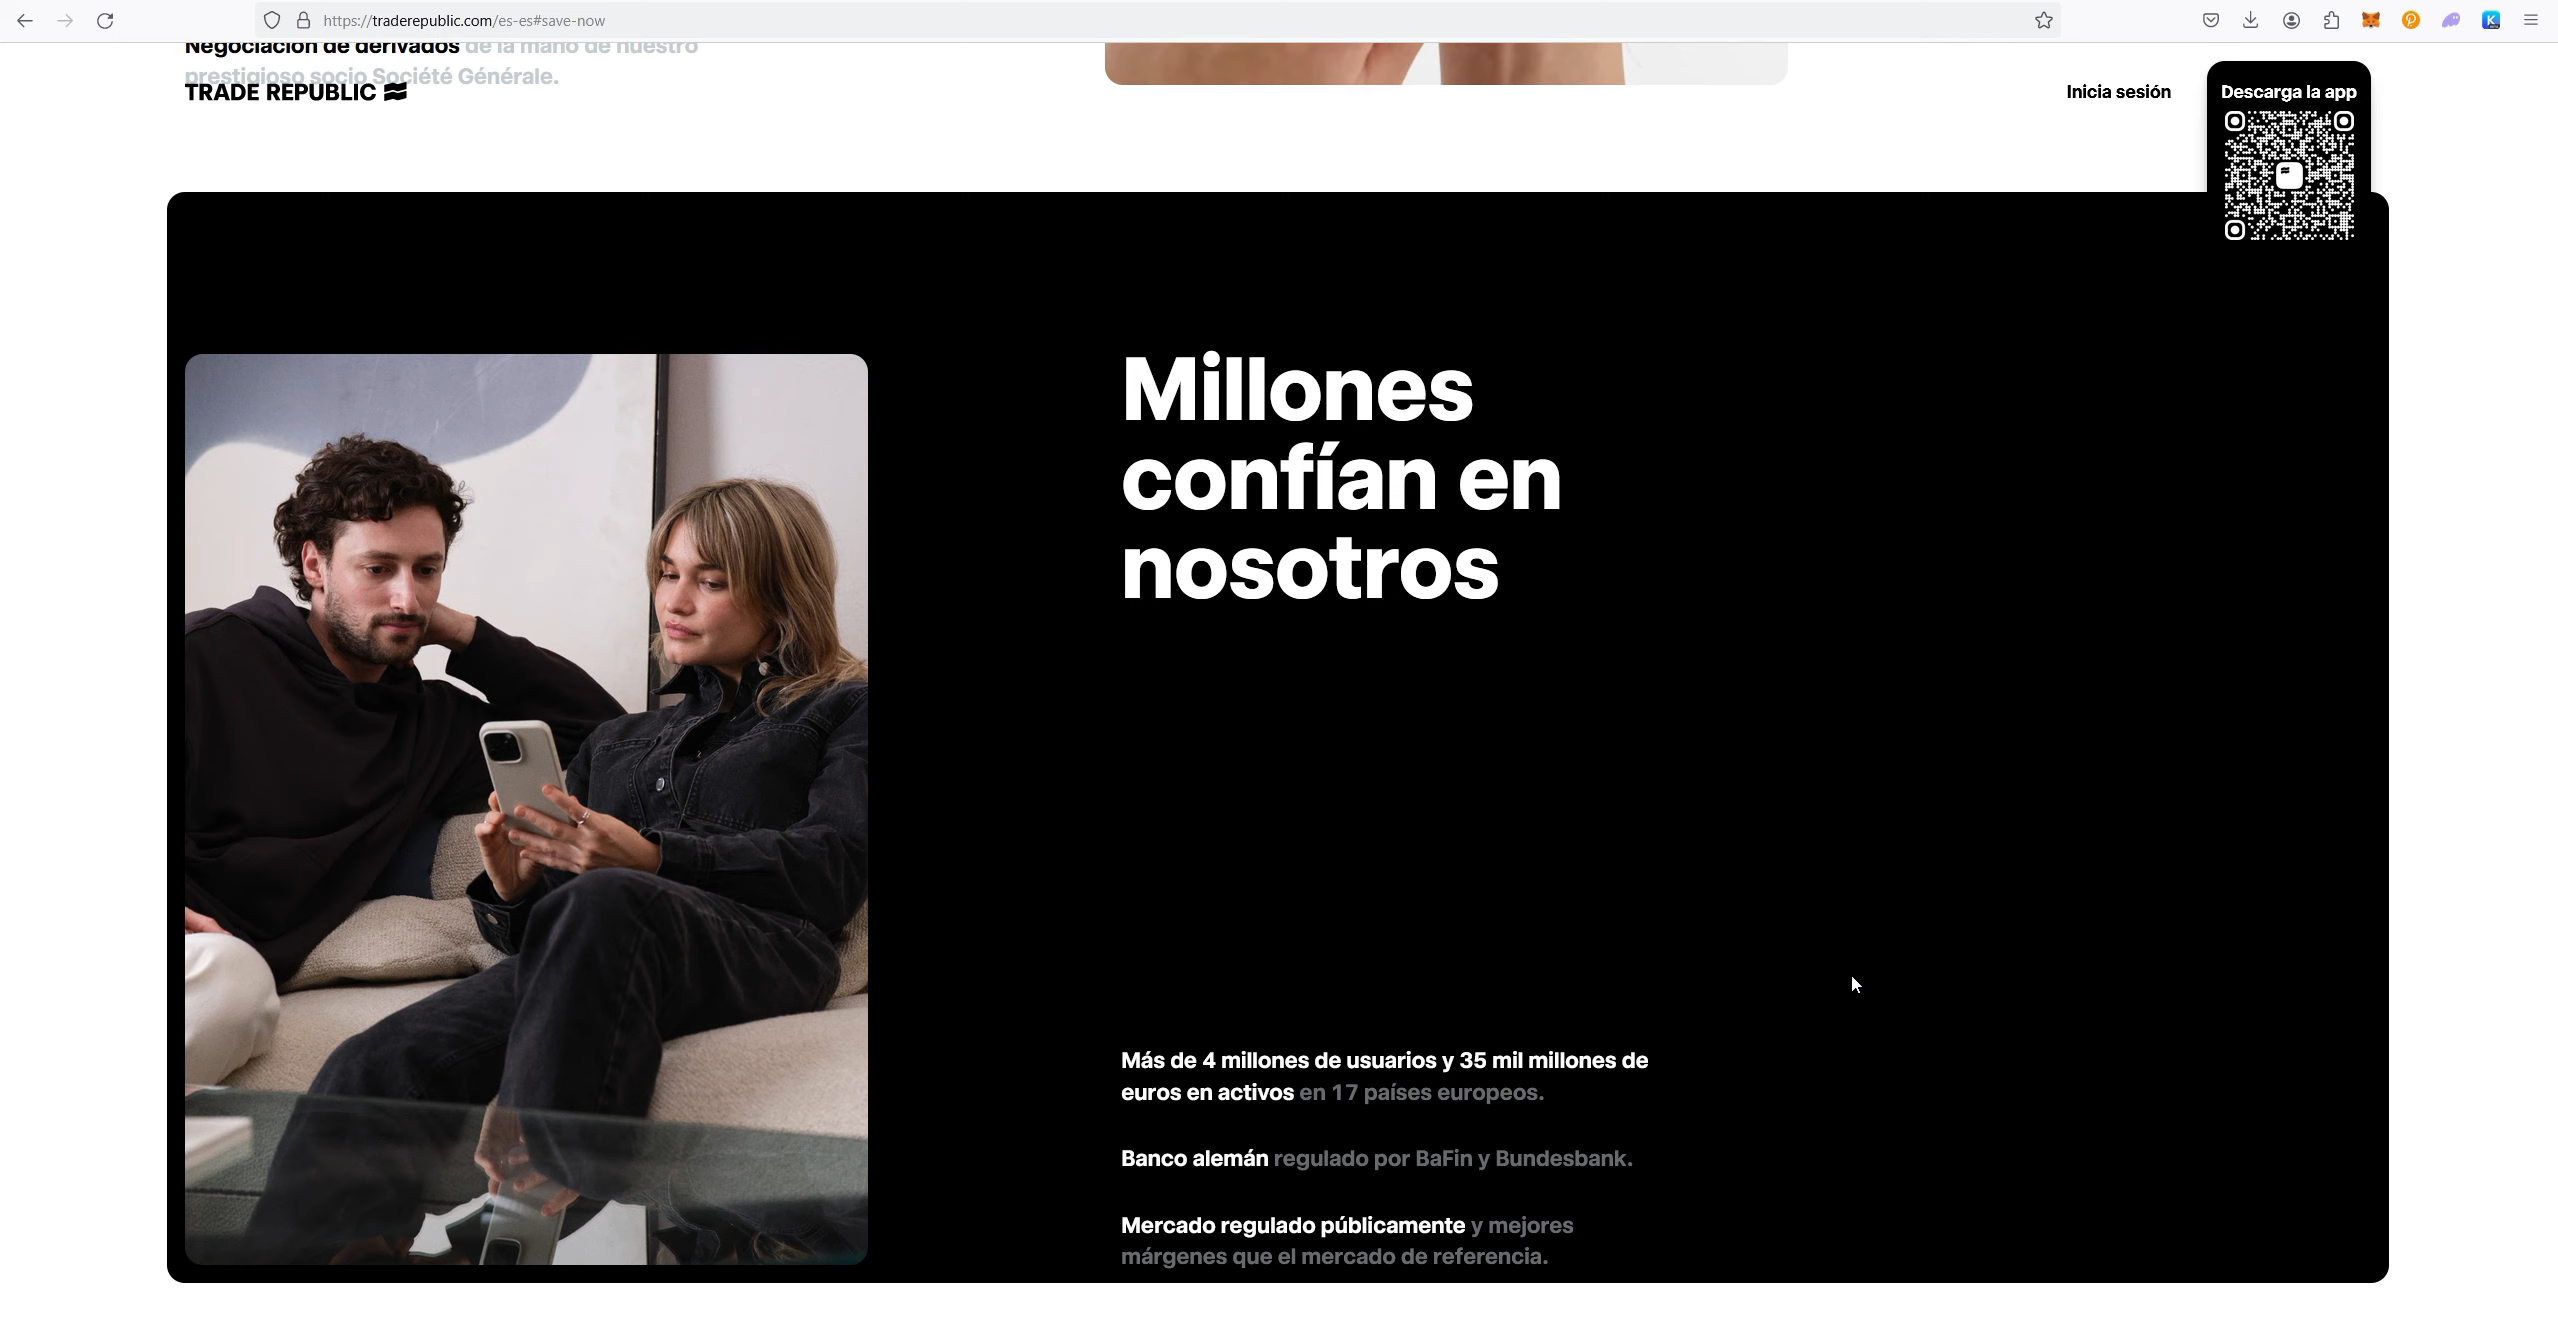 https://traderepublic.com/es-es#save-now
Negociación de derivados de la mano de nuestro
prestigioso socio Société Générale.
TRADE REPUBLIC
Inicia sesión
Descarga la app
Millones
confían en
nosotros
Más de 4 millones de usuarios y 35 mil millones de
euros en activos en 17 países europeos.
Banco alemán regulado por BaFin y Bundesbank.
Mercado regulado públicamente y mejores
márgenes que el mercado de referencia.